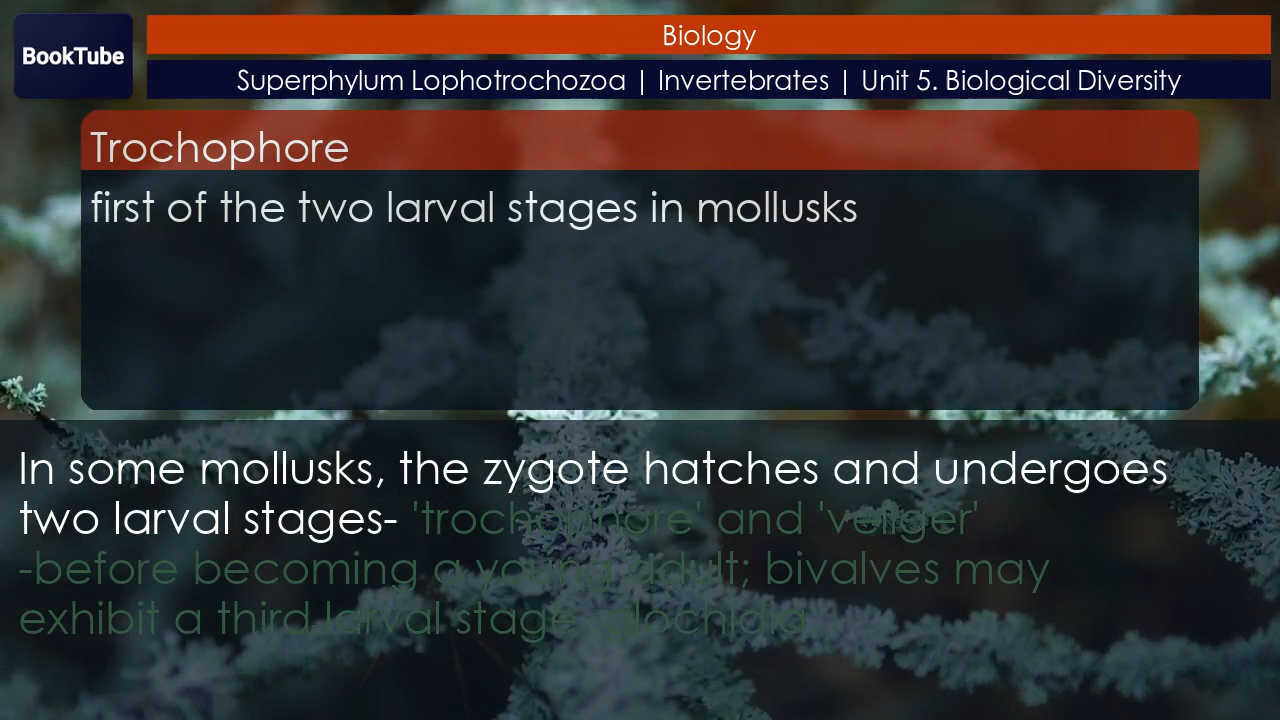 BookTube
Biology
Superphylum Lophotrochozoa | Invertebrates | Unit 5. Biological Diversity
Trochophore
first of the two larval stages in mollusks
In some mollusks, the zygote hatches and undergoes
two larval stages- 'trochophore' and 'veliger'
-before becoming a young adult; bivalves may
exhibit a third larval stage, glochidia